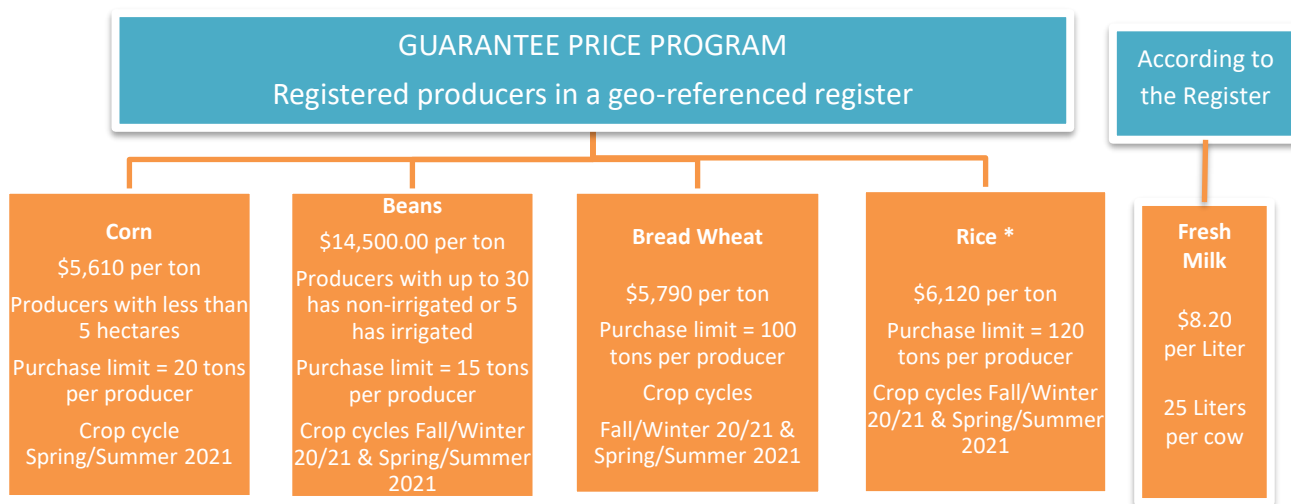 GUARANTEE PRICE PROGRAM
Registered producers in a geo-referenced register
According to
the Register
Corn
$5,610 per ton
Producers with less than
5 hectares
Purchase limit = 20 tons
per producer
Crop cycle
Spring/Summer 2021
Beans
$14,500.00 per ton
Producers with up to 30
has non-irrigated or 5
has irrigated
Purchase limit = 15 tons
per producer
Crop cycles Fall/Winter
20/21 & Spring/Summer
2021
Bread Wheat
$5,790 per ton
Purchase limit = 100
tons per producer
Crop cycles
Fall/Winter 20/21 &
Spring/Summer 2021
Rice *
$6,120 per ton
Purchase limit = 120
tons per producer
Crop cycles Fall/Winter
20/21 & Spring/Summer
2021
Fresh
Milk
$8.20
per Liter
25 Liters
per cow